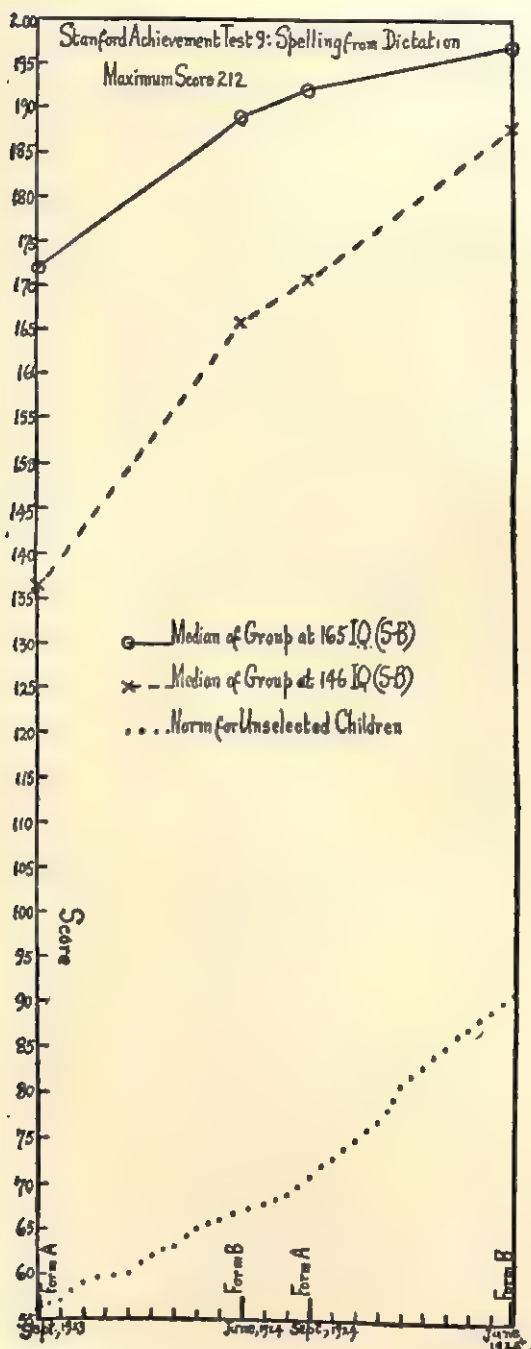 Stanford Achievement Test 9: Spelling from Dictation
Maximum Score 212
200
195
190
185
180
175
170
165
160
155
150
145
140
135
130
125
120
115
110
105
100
95
90
85
80
75
70
65
60
55
Score
Median of Group at 165 IQ (S-B)
Median of Group at 146 IQ (S-B)
Norm for Unselected Children
Form A
Form B
Form A
Form B
Sept, 1923
June, 1924
Sept, 1924
June,